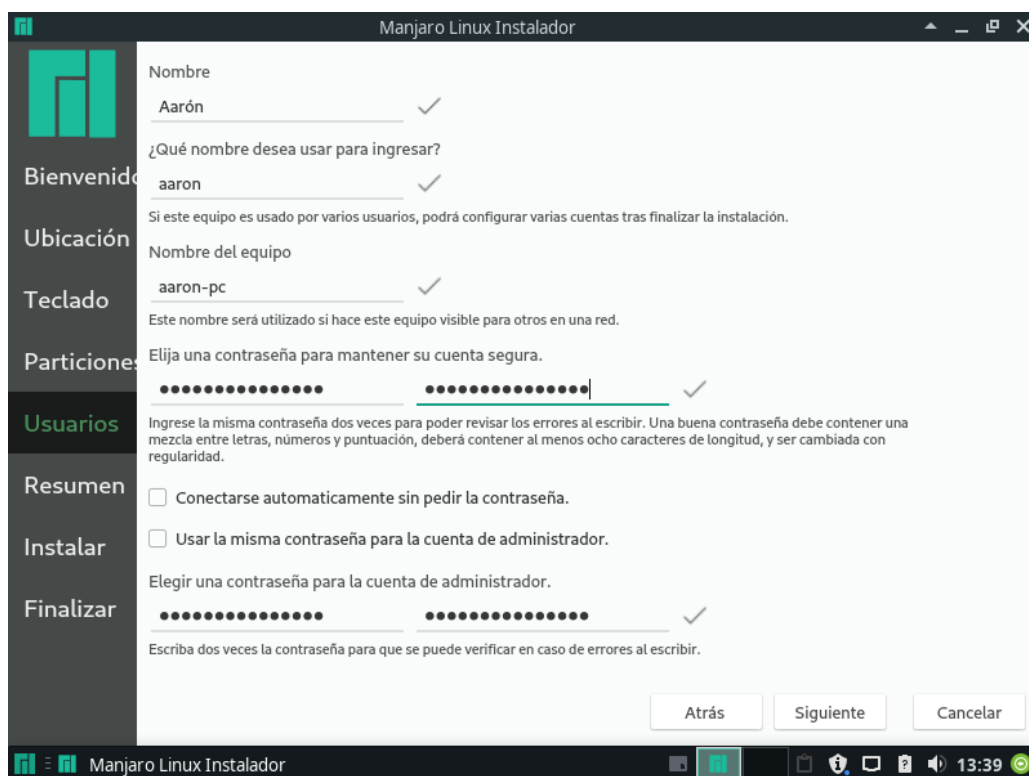 Manjaro Linux Instalador
Bienvenido
Ubicación
Teclado
Particiones
Usuarios
Resumen
Instalar
Finalizar
Nombre
Aarón
¿Qué nombre desea usar para ingresar?
aaron
Si este equipo es usado por varios usuarios, podrá configurar varias cuentas tras finalizar la instalación.
Nombre del equipo
aaron-pc
Este nombre será utilizado si hace este equipo visible para otros en una red.
Elija una contraseña para mantener su cuenta segura.
●●●●●●●●●●●●●●● ●●●●●●●●●●●●●●●
Ingrese la misma contraseña dos veces para poder revisar los errores al escribir. Una buena contraseña debe contener una
mezcla entre letras, números y puntuación, deberá contener al menos ocho caracteres de longitud, y ser cambiada con
regularidad.
Conectarse automaticamente sin pedir la contraseña.
Usar la misma contraseña para la cuenta de administrador.
Elegir una contraseña para la cuenta de administrador.
●●●●●●●●●●●●●●● ●●●●●●●●●●●●●●●
Escriba dos veces la contraseña para que se puede verificar en caso de errores al escribir.
Atrás Siguiente Cancelar
Manjaro Linux Instalador 13:39